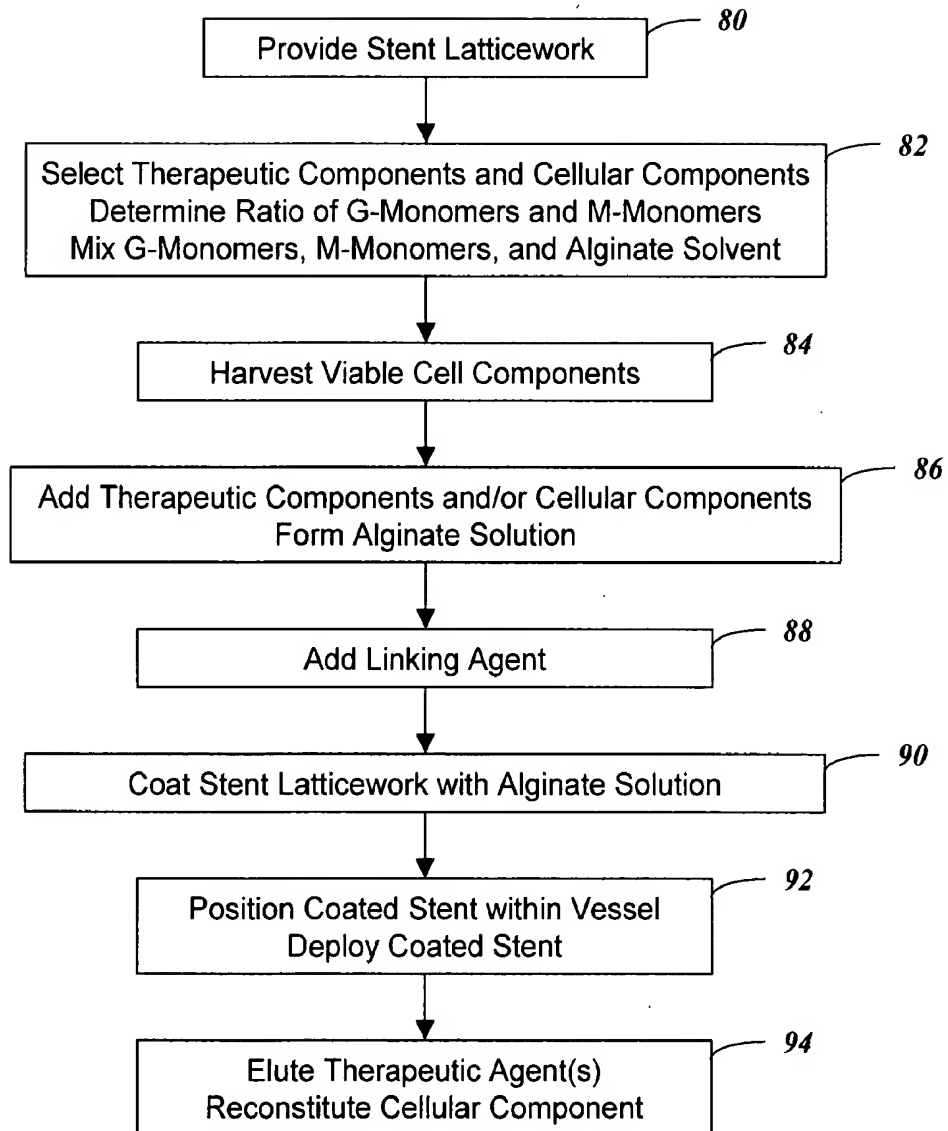 80
Provide Stent Latticework
82
Select Therapeutic Components and Cellular Components
Determine Ratio of G-Monomers and M-Monomers
Mix G-Monomers, M-Monomers, and Alginate Solvent
84
Harvest Viable Cell Components
86
Add Therapeutic Components and/or Cellular Components
Form Alginate Solution
88
Add Linking Agent
90
Coat Stent Latticework with Alginate Solution
92
Position Coated Stent within Vessel
Deploy Coated Stent
94
Elute Therapeutic Agent(s)
Reconstitute Cellular Component